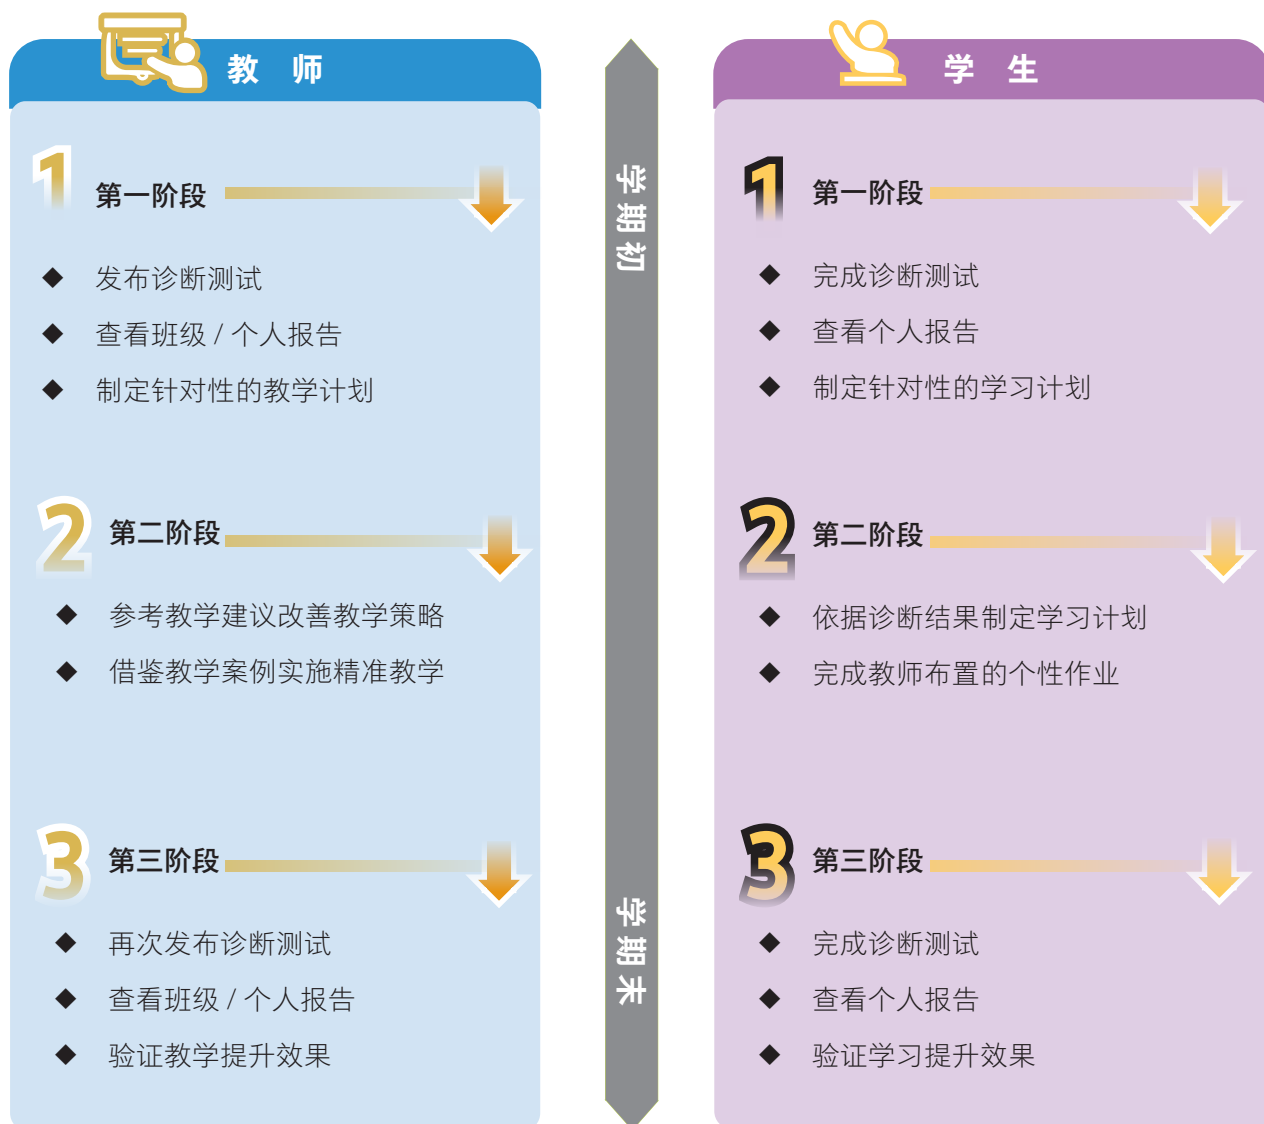 教 师
1
第一阶段
发布诊断测试
查看班级 / 个人报告
制定针对性的教学计划
2
第二阶段
参考教学建议改善教学策略
借鉴教学案例实施精准教学
3
第三阶段
再次发布诊断测试
查看班级 / 个人报告
验证教学提升效果
学期初
学期末
学 生
1
第一阶段
完成诊断测试
查看个人报告
制定针对性的学习计划
2
第二阶段
依据诊断结果制定学习计划
完成教师布置的个性作业
3
第三阶段
完成诊断测试
查看个人报告
验证学习提升效果